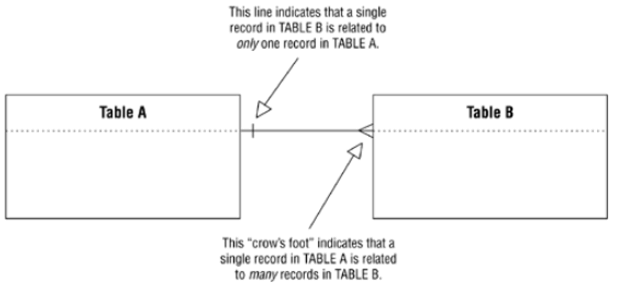 This line indicates that a single
record in TABLE B is related to
only one record in TABLE A.
Table A
Table B
This "crow's foot" indicates that a
single record in TABLE A is related
to many records in TABLE B.